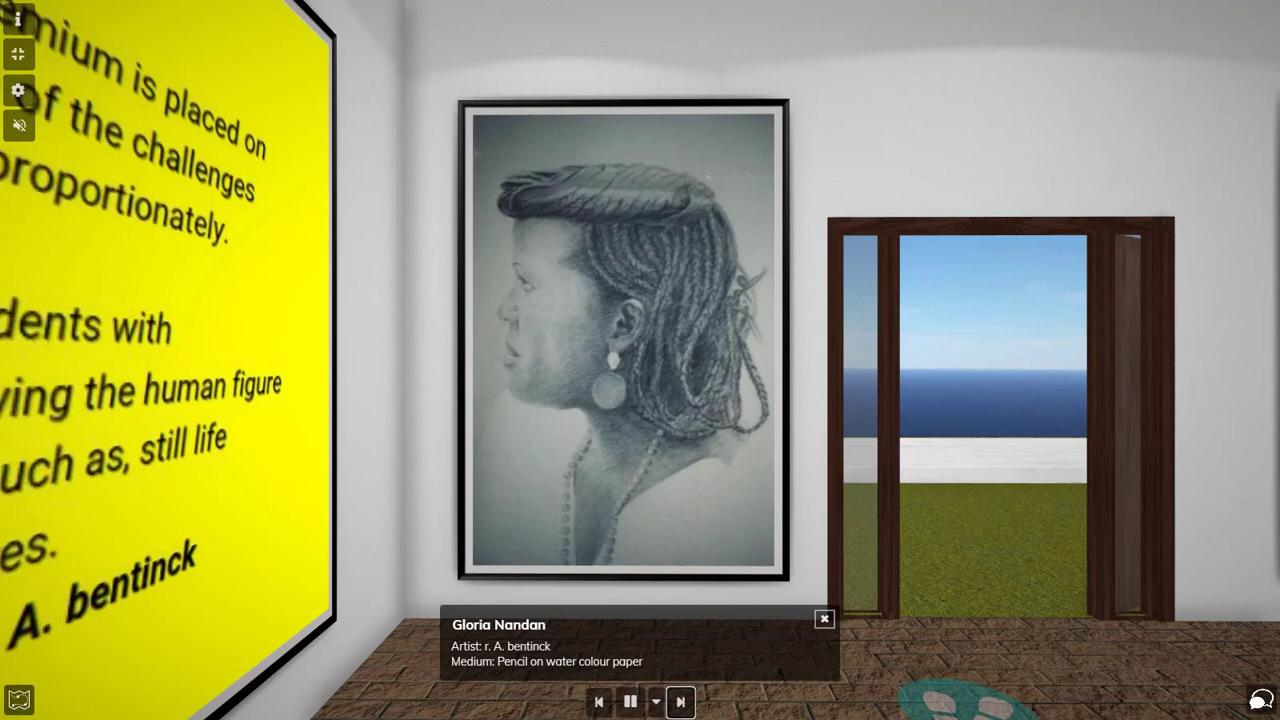 mium is placed on
of the challenges
proportionately.
dents with
ying the human figure
uch as, still life
es.
A. bentinck
Gloria Nandan
Artist: r. A. bentinck
Medium: Pencil on water colour paper